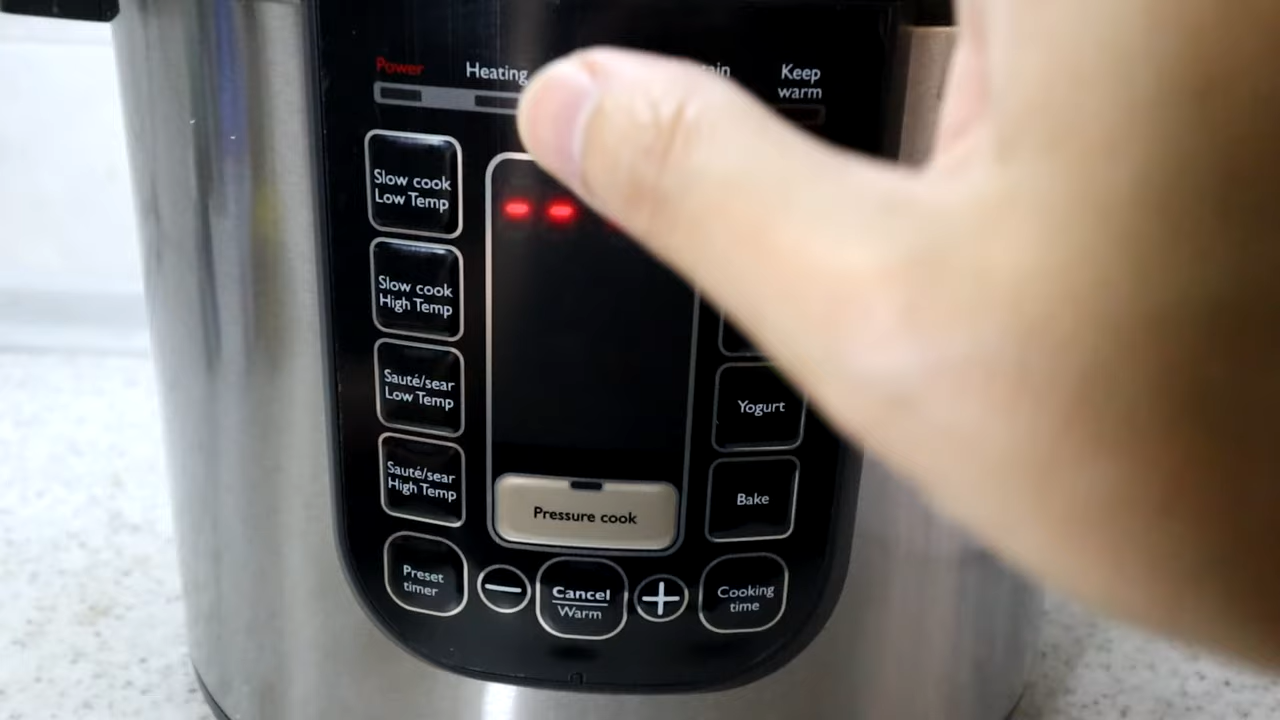 Power
Heating
Keep
warm
Slow cook
Low Temp
Slow cook
High Temp
Sauté/sear
Low Temp
Yogurt
Sauté/sear
High Temp
Bake
Pressure cook
Preset
timer
Cancel
Warm
Cooking
time